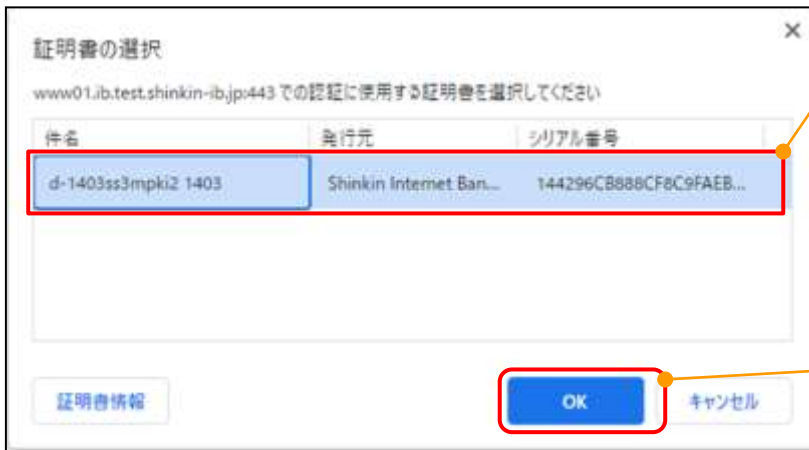 証明書の選択
www01.ib.test.shinkin-ib.jp:443 での認証に使用する証明書を選択してください
件名 発行元 シリアル番号
d-1403ss3mpki2 1403 Shinkin Internet Ban... 144296CB888CF8C9FAEB...
証明書情報 OK キャンセル